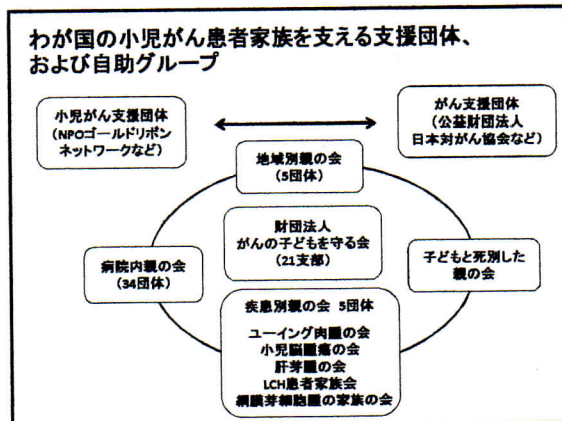 わが国の小児がん患者家族を支える支援団体、
および自助グループ
小児がん支援団体
(NPOゴールドリボン
ネットワークなど)
がん支援団体
(公益財団法人
日本対がん協会など)
地域別親の会
(5団体)
財団法人
がんの子どもを守る会
(21支部)
病院内親の会
(34団体)
子どもと死別した
親の会
疾患別親の会 5団体
ユーイング肉腫の会
小児脳腫瘍の会
肝芽腫の会
LCH患者家族会
網膜芽細胞腫の家族の会